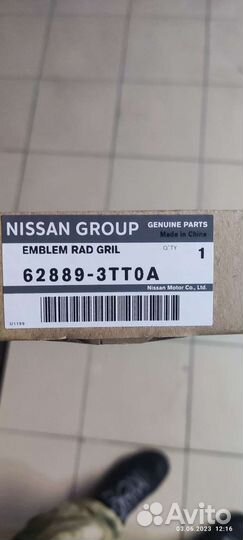 NISSAN GROUP GENUINE PARTS
Made in China
EMBLEM RAD GRIL Q'TY 1
62889-3TT0A
Nissan Motor Co., Ltd.
U1199
Avito
03.06.2023 12:16